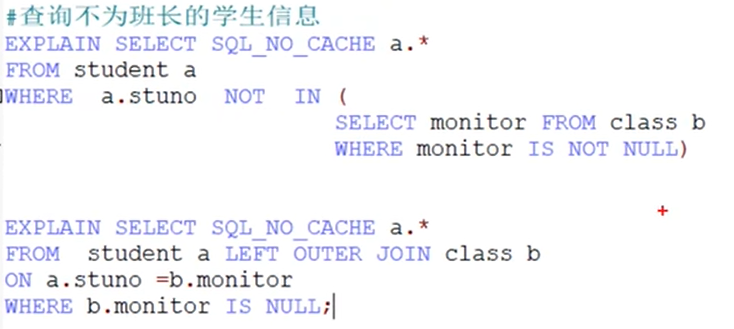 #查询不为班长的学生信息
EXPLAIN SELECT SQL_NO_CACHE a.*
FROM student a
WHERE a.stuno NOT IN (
SELECT monitor FROM class b
WHERE monitor IS NOT NULL)
EXPLAIN SELECT SQL_NO_CACHE a.*
FROM student a LEFT OUTER JOIN class b
ON a.stuno =b.monitor
WHERE b.monitor IS NULL;